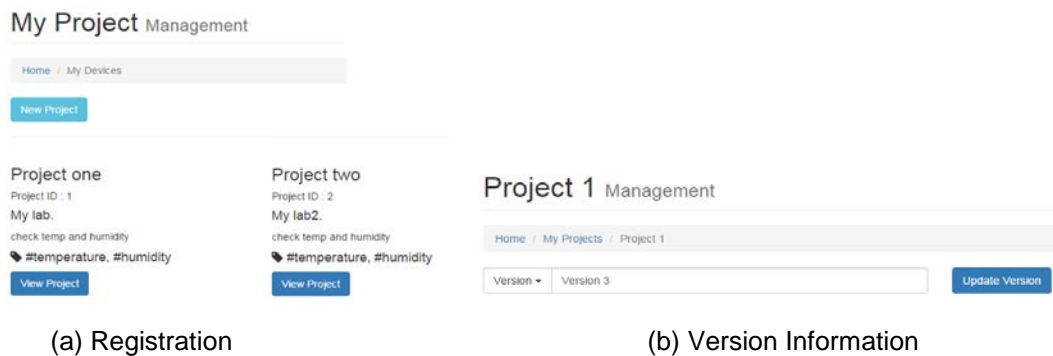 My Project Management
Home / My Devices
New Project
Project one
Project ID : 1
My lab.
check temp and humidity
#temperature, #humidity
View Project
Project two
Project ID : 2
My lab2.
check temp and humidity
#temperature, #humidity
View Project
(a) Registration
Project 1 Management
Home / My Projects / Project 1
Version Version 3
Update Version
(b) Version Information